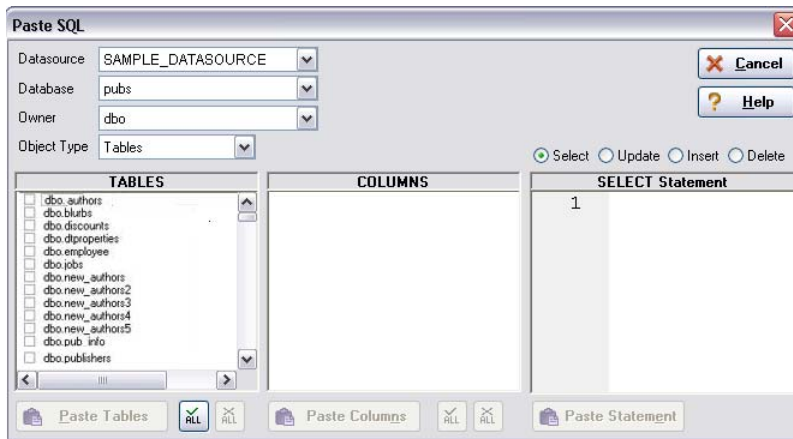 Paste SQL
Datasource SAMPLE_DATASOURCE
Cancel
Database pubs
Help
Owner dbo
Object Type Tables
Select Update Insert Delete
TABLES COLUMNS SELECT Statement
dbo.authors 1
dbo.blurbs
dbo.discounts
dbo.dtproperties
dbo.employee
dbo.jobs
dbo.new_authors
dbo.new_authors2
dbo.new_authors3
dbo.new_authors4
dbo.new_authors5
dbo.pub_info
dbo.publishers
Paste Tables ALL ALL Paste Columns ALL ALL Paste Statement